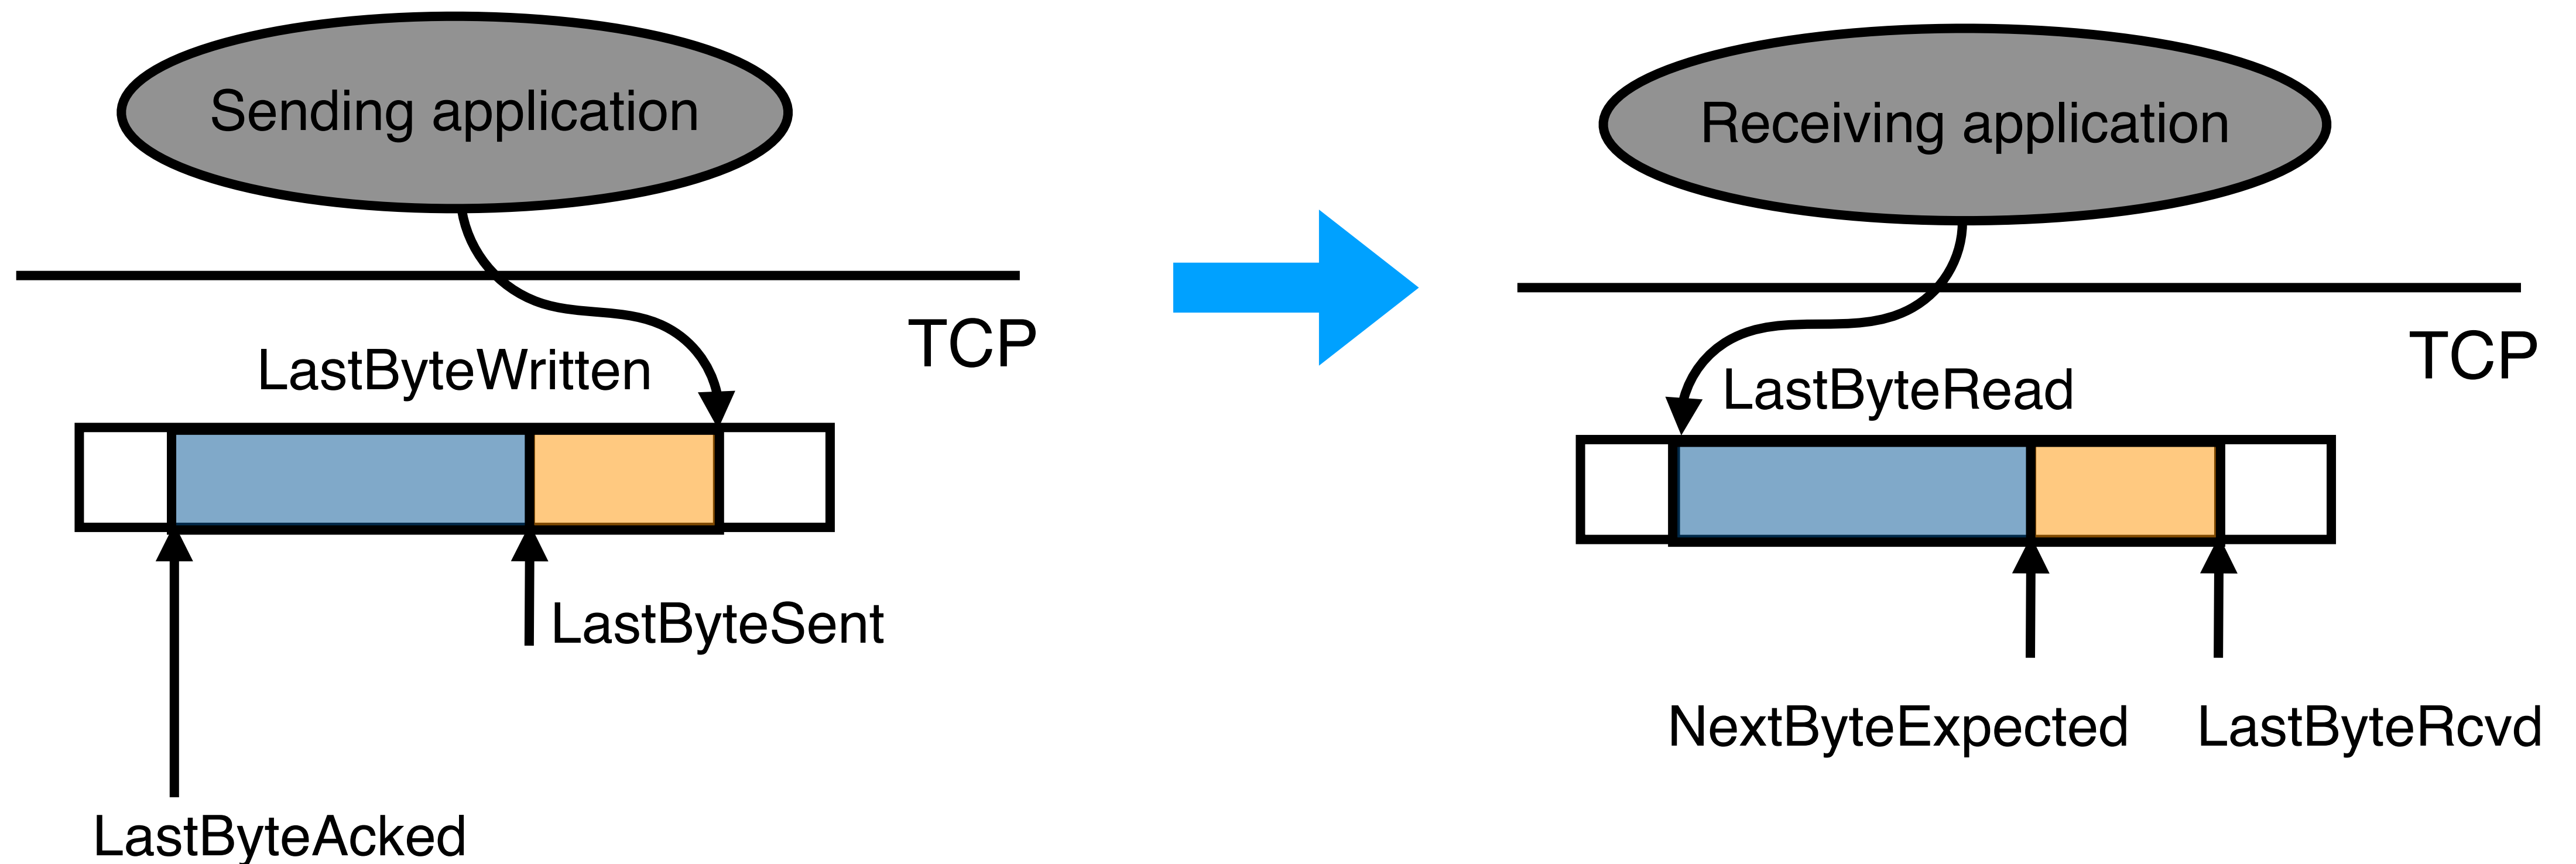 Sending application
TCP
LastByteWritten
LastByteSent
LastByteAcked
Receiving application
TCP
LastByteRead
NextByteExpected
LastByteRcvd